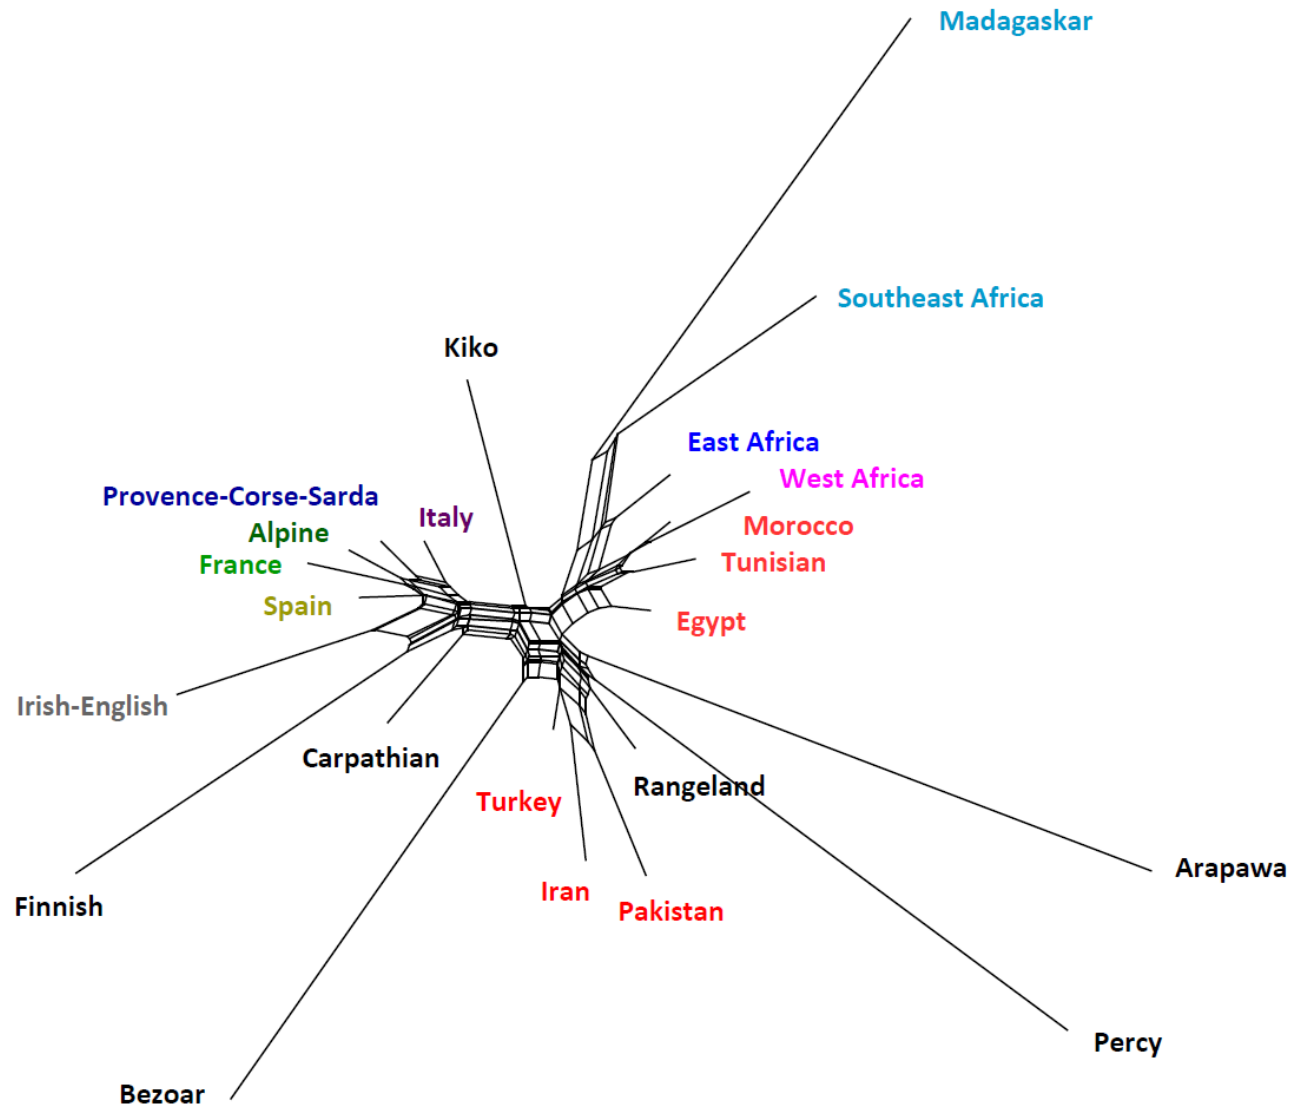 Madagaskar
Southeast Africa
Kiko
East Africa
West Africa
Provence-Corse-Sarda
Italy
Morocco
Alpine
France
Tunisian
Spain
Egypt
Irish-English
Carpathian
Rangeland
Turkey
Arapawa
Iran
Finnish
Pakistan
Percy
Bezoar